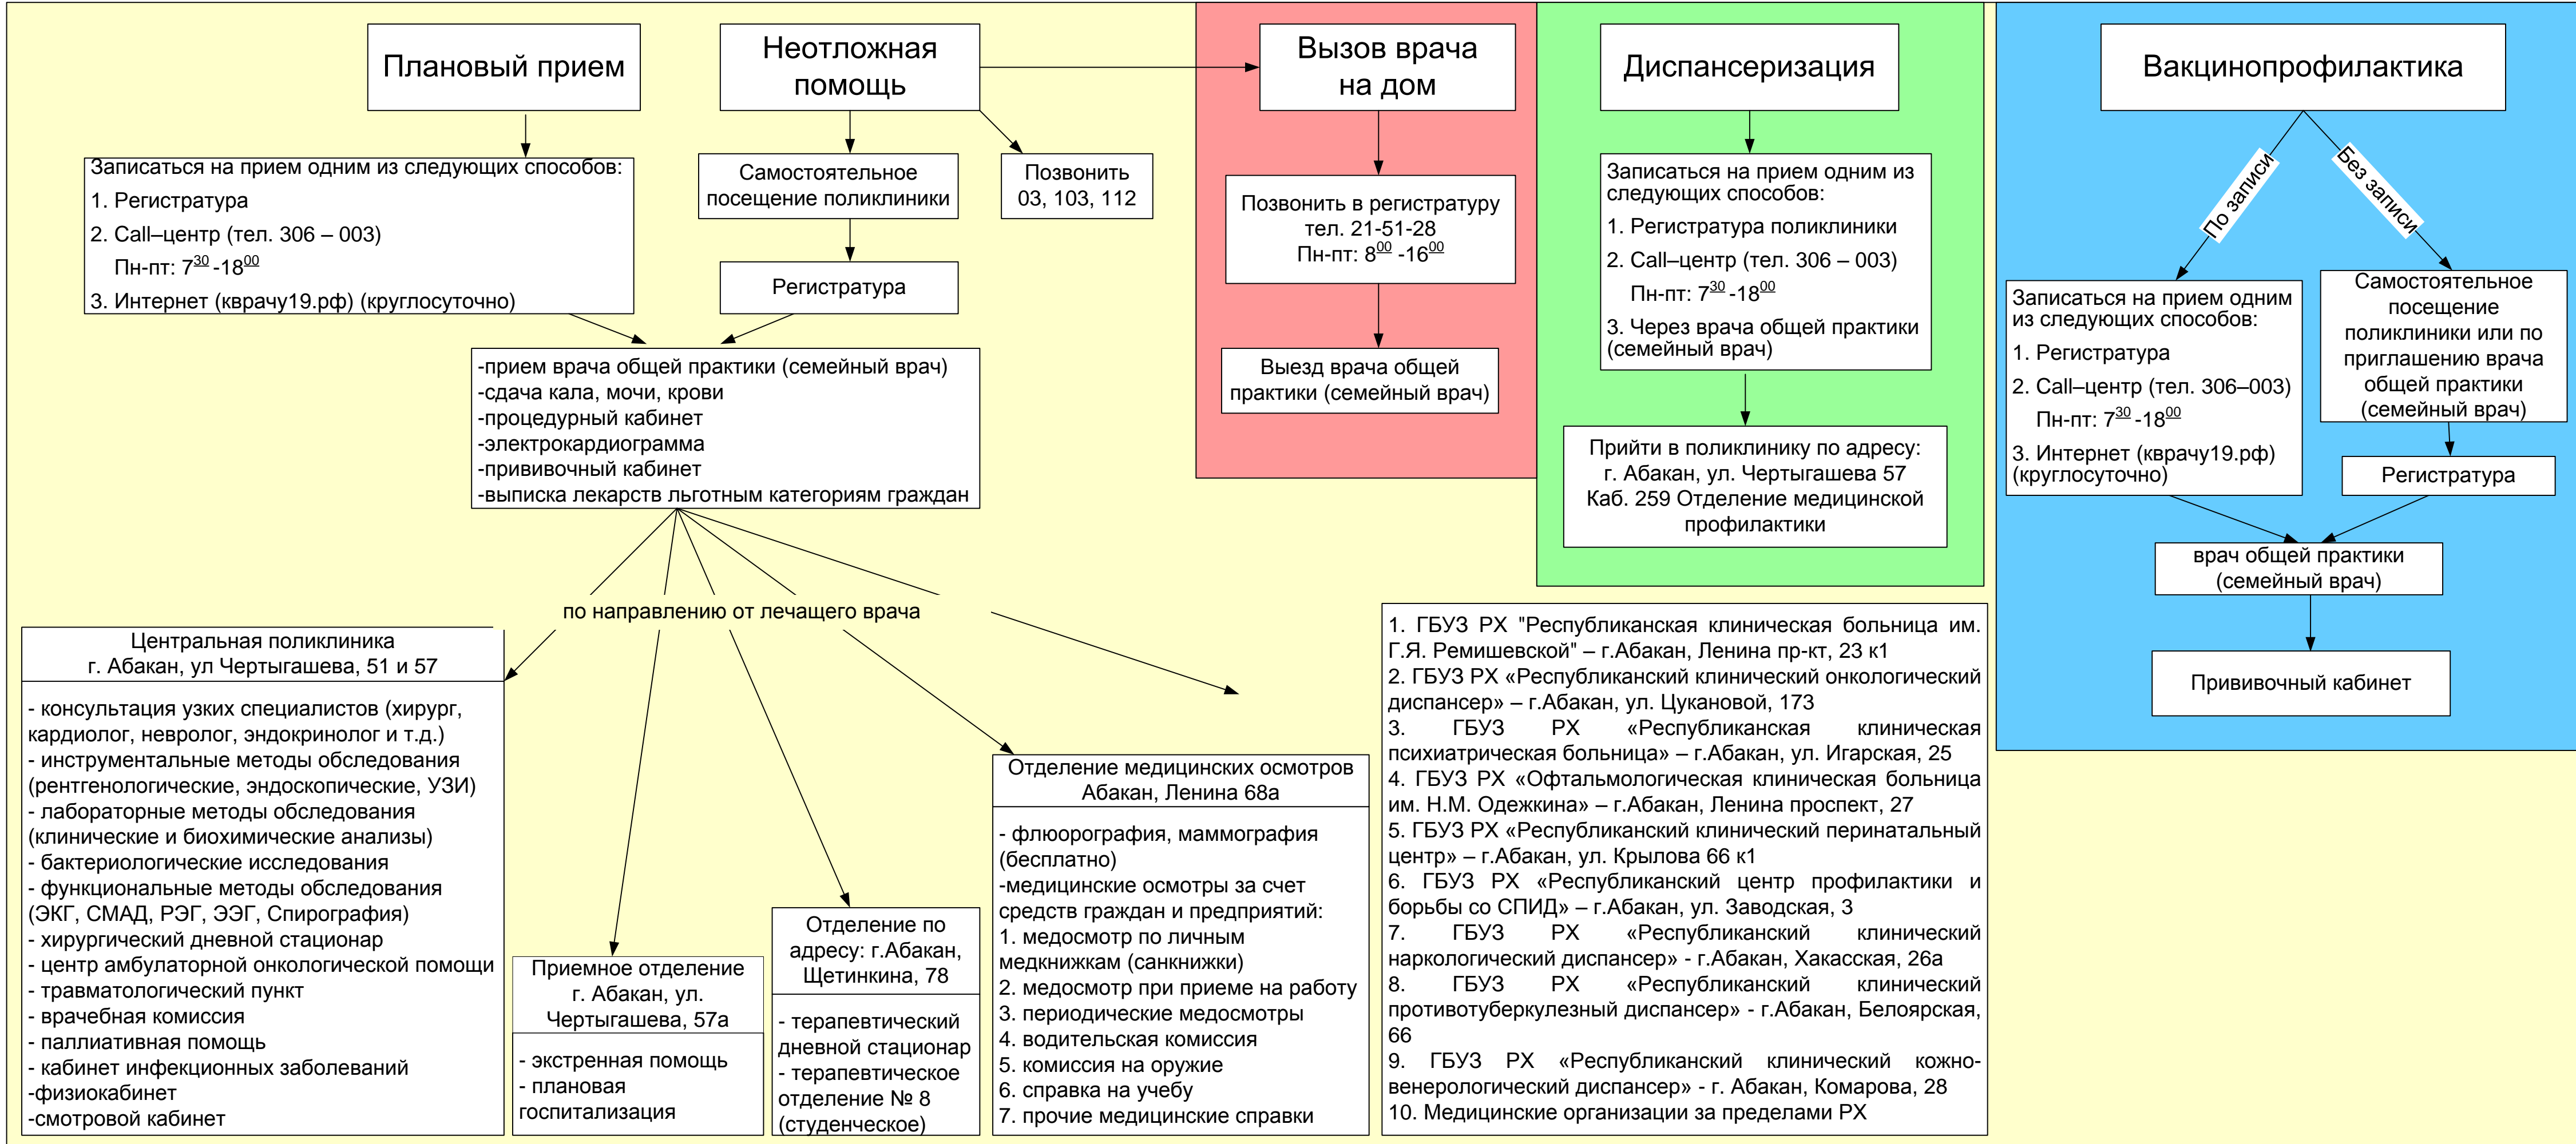 Плановый прием
Записаться на прием одним из следующих способов:
1. Регистратура
2. Call–центр (тел. 306 – 003)
Пн-пт: 7³⁰ -18⁰⁰
3. Интернет (кврачу19.рф) (круглосуточно)
Неотложная
помощь
Самостоятельное
посещение поликлиники
Регистратура
Позвонить
03, 103, 112
-прием врача общей практики (семейный врач)
-сдача кала, мочи, крови
-процедурный кабинет
-электрокардиограмма
-прививочный кабинет
-выписка лекарств льготным категориям граждан
по направлению от лечащего врача
Центральная поликлиника
г. Абакан, ул Чертыгашева, 51 и 57
- консультация узких специалистов (хирург,
кардиолог, невролог, эндокринолог и т.д.)
- инструментальные методы обследования
(рентгенологические, эндоскопические, УЗИ)
- лабораторные методы обследования
(клинические и биохимические анализы)
- бактериологические исследования
- функциональные методы обследования
(ЭКГ, СМАД, РЭГ, ЭЭГ, Спирография)
- хирургический дневной стационар
- центр амбулаторной онкологической помощи
- травматологический пункт
- врачебная комиссия
- паллиативная помощь
- кабинет инфекционных заболеваний
-физиокабинет
-смотровой кабинет
Приемное отделение
г. Абакан, ул.
Чертыгашева, 57а
- экстренная помощь
- плановая
госпитализация
Отделение по
адресу: г.Абакан,
Щетинкина, 78
- терапевтический
дневной стационар
- терапевтическое
отделение № 8
(студенческое)
Отделение медицинских осмотров
Абакан, Ленина 68а
- флюорография, маммография
(бесплатно)
-медицинские осмотры за счет
средств граждан и предприятий:
1. медосмотр по личным
медкнижкам (санкнижки)
2. медосмотр при приеме на работу
3. периодические медосмотры
4. водительская комиссия
5. комиссия на оружие
6. справка на учебу
7. прочие медицинские справки
1. ГБУЗ РХ "Республиканская клиническая больница им.
Г.Я. Ремишевской" – г.Абакан, Ленина пр-кт, 23 к1
2. ГБУЗ РХ «Республиканский клинический онкологический
диспансер» – г.Абакан, ул. Цукановой, 173
3. ГБУЗ РХ «Республиканская клиническая
психиатрическая больница» – г.Абакан, ул. Игарская, 25
4. ГБУЗ РХ «Офтальмологическая клиническая больница
им. Н.М. Одежкина» – г.Абакан, Ленина проспект, 27
5. ГБУЗ РХ «Республиканский клинический перинатальный
центр» – г.Абакан, ул. Крылова 66 к1
6. ГБУЗ РХ «Республиканский центр профилактики и
борьбы со СПИД» – г.Абакан, ул. Заводская, 3
7. ГБУЗ РХ «Республиканский клинический
наркологический диспансер» - г.Абакан, Хакасская, 26а
8. ГБУЗ РХ «Республиканский клинический
противотуберкулезный диспансер» - г.Абакан, Белоярская,
66
9. ГБУЗ РХ «Республиканский клинический кожно-
венерологический диспансер» - г. Абакан, Комарова, 28
10. Медицинские организации за пределами РХ
Вызов врача
на дом
Позвонить в регистратуру
тел. 21-51-28
Пн-пт: 8⁰⁰ -16⁰⁰
Выезд врача общей
практики (семейный врач)
Диспансеризация
Записаться на прием одним из
следующих способов:
1. Регистратура поликлиники
2. Call–центр (тел. 306 – 003)
Пн-пт: 7³⁰ -18⁰⁰
3. Через врача общей практики
(семейный врач)
Прийти в поликлинику по адресу:
г. Абакан, ул. Чертыгашева 57
Каб. 259 Отделение медицинской
профилактики
Вакцинопрофилактика
По записи
Без записи
Записаться на прием одним
из следующих способов:
1. Регистратура
2. Call–центр (тел. 306–003)
Пн-пт: 7³⁰ -18⁰⁰
3. Интернет (кврачу19.рф)
(круглосуточно)
Самостоятельное
посещение
поликлиники или по
приглашению врача
общей практики
(семейный врач)
Регистратура
врач общей практики
(семейный врач)
Прививочный кабинет